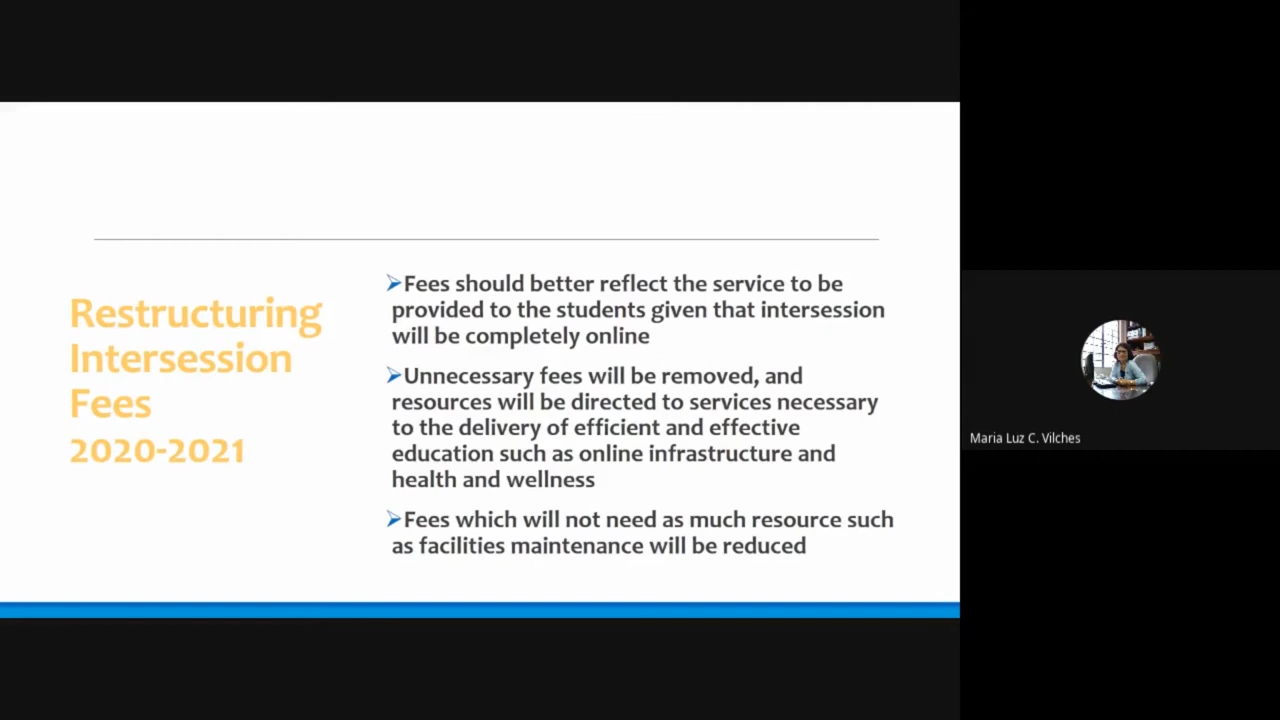 Restructuring
Intersession
Fees
2020-2021
➢Fees should better reflect the service to be
provided to the students given that intersession
will be completely online
➢Unnecessary fees will be removed, and
resources will be directed to services necessary
to the delivery of efficient and effective
education such as online infrastructure and
health and wellness
➢Fees which will not need as much resource such
as facilities maintenance will be reduced
Maria Luz C. Vilches